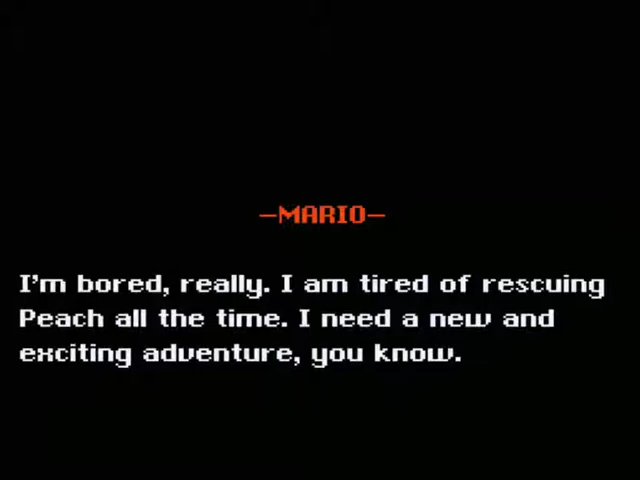 —MARIO—
I'm bored, really. I am tired of rescuing
Peach all the time. I need a new and
exciting adventure, you know.